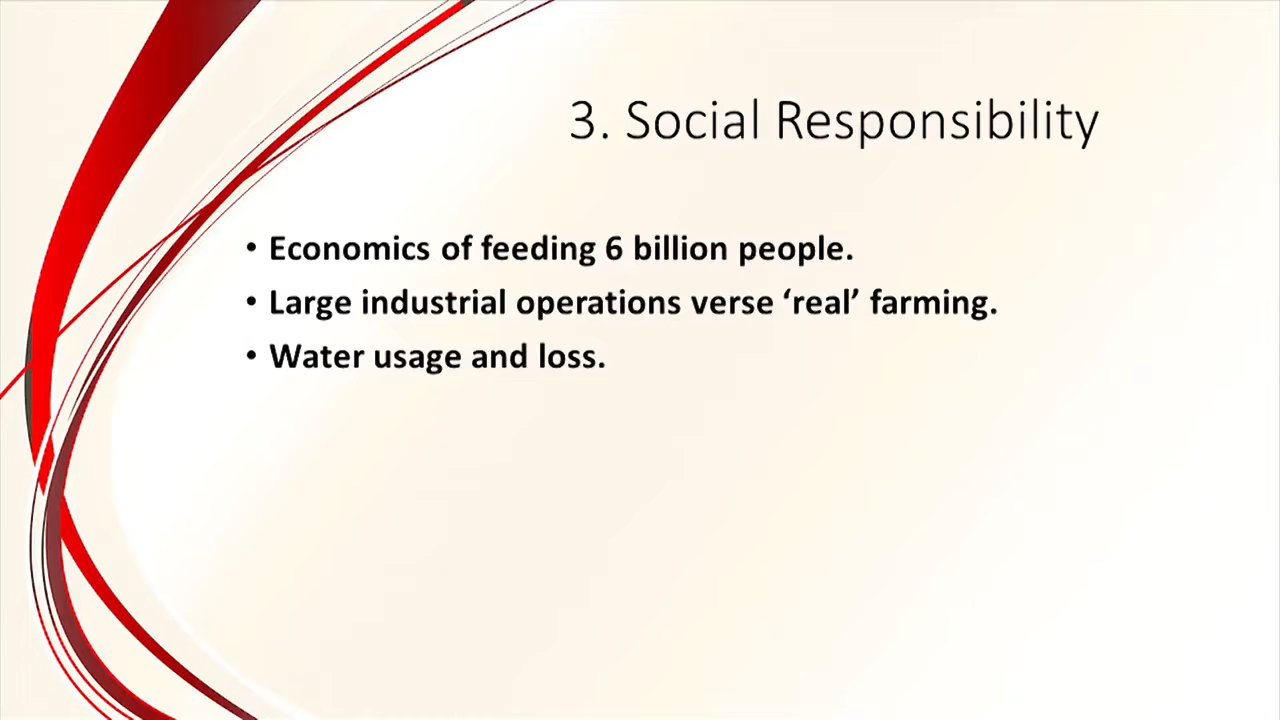 3. Social Responsibility
• Economics of feeding 6 billion people.
• Large industrial operations verse ‘real’ farming.
• Water usage and loss.